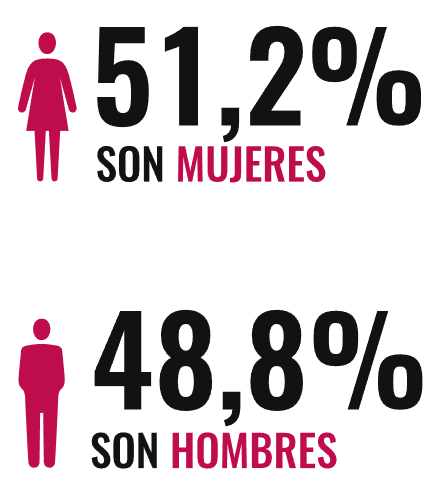 51,2%
SON MUJERES
48,8%
SON HOMBRES